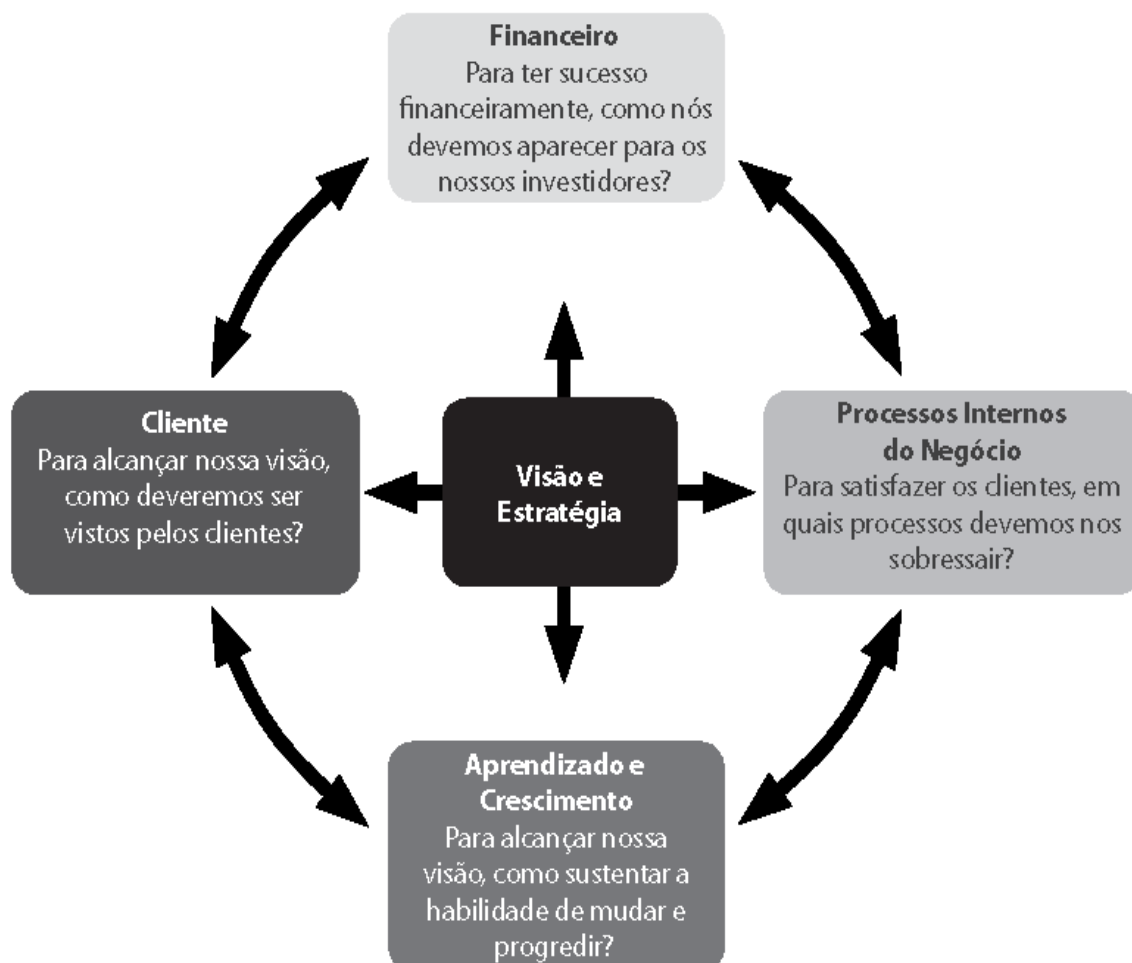 Financeiro
Para ter sucesso
financeiramente, como nós
devemos aparecer para os
nossos investidores?
Cliente
Para alcançar nossa visão,
como deveremos ser
vistos pelos clientes?
Visão e
Estratégia
Processos Internos
do Negócio
Para satisfazer os clientes, em
quais processos devemos nos
sobressair?
Aprendizado e
Crescimento
Para alcançar nossa
visão, como sustentar a
habilidade de mudar e
progredir?